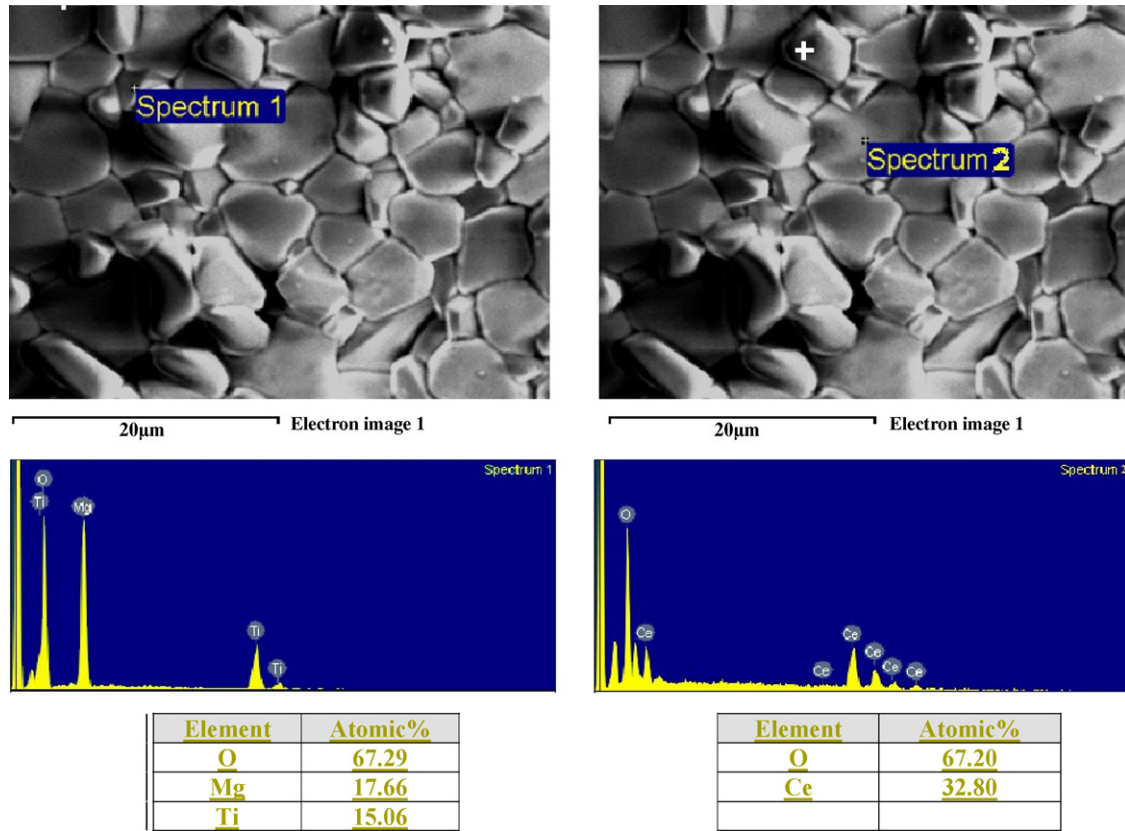 Spectrum 1
Spectrum 2
20μm
Electron image 1
20μm
Electron image 1
Spectrum 1
O
Ti
Mg
Ti
Ti
Spectrum
O
Ce
Ce
Ce
Ce
Ce
Ce
Element Atomic%
O 67.29
Mg 17.66
Ti 15.06
Element Atomic%
O 67.20
Ce 32.80